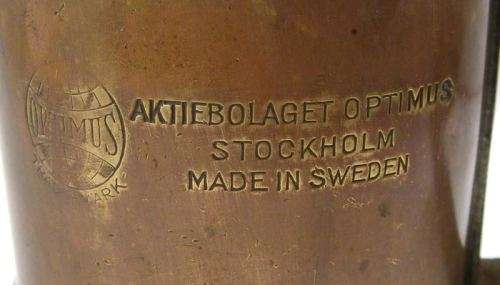 OPTIMUS
AKTIEBOLAGET OPTIMUS
STOCKHOLM
MADE IN SWEDEN